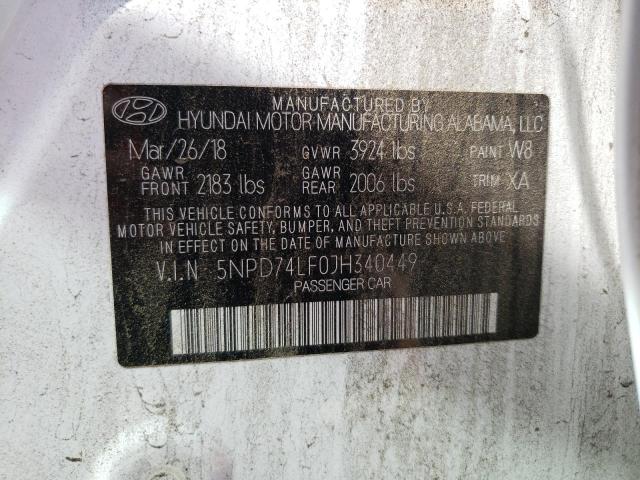 MANUFACTURED BY
HYUNDAI MOTOR MANUFACTURING ALABAMA, LLC
Mar/26/18 GVWR 3924 lbs PAINT W8
GAWR FRONT 2183 lbs GAWR REAR 2006 lbs TRIM XA
THIS VEHICLE CONFORMS TO ALL APPLICABLE U.S.A. FEDERAL
MOTOR VEHICLE SAFETY, BUMPER, AND THEFT PREVENTION STANDARDS
IN EFFECT ON THE DATE OF MANUFACTURE SHOWN ABOVE.
V.I.N 5NPD74LF0JH340449
PASSENGER CAR